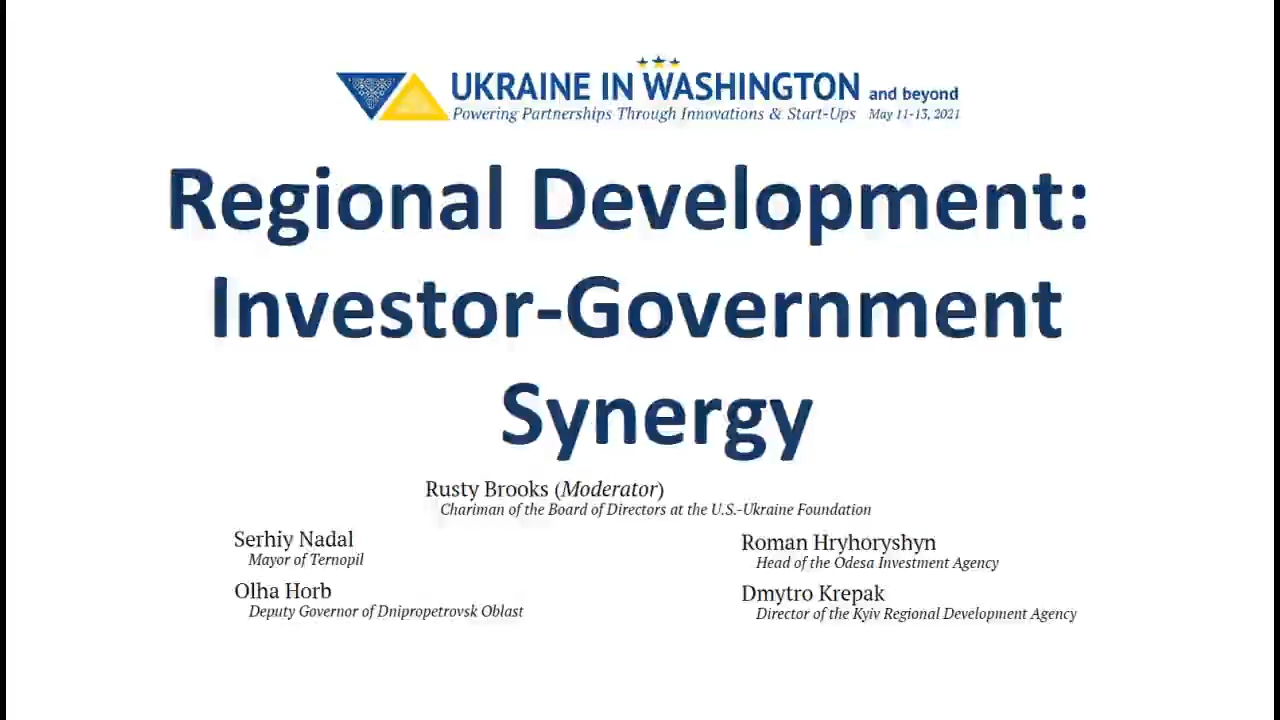 UKRAINE IN WASHINGTON and beyond
Powering Partnerships Through Innovations & Start-Ups May 11-13, 2021
Regional Development:
Investor-Government
Synergy
Rusty Brooks (Moderator)
Chariman of the Board of Directors at the U.S.-Ukraine Foundation
Serhiy Nadal
Mayor of Ternopil
Roman Hryhoryshyn
Head of the Odesa Investment Agency
Olha Horb
Deputy Governor of Dnipropetrovsk Oblast
Dmytro Krepak
Director of the Kyiv Regional Development Agency